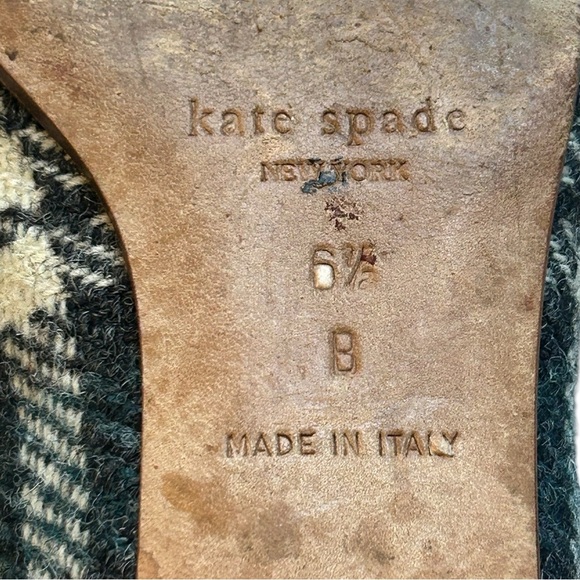 kate spade
NEW YORK
6½
B
MADE IN ITALY